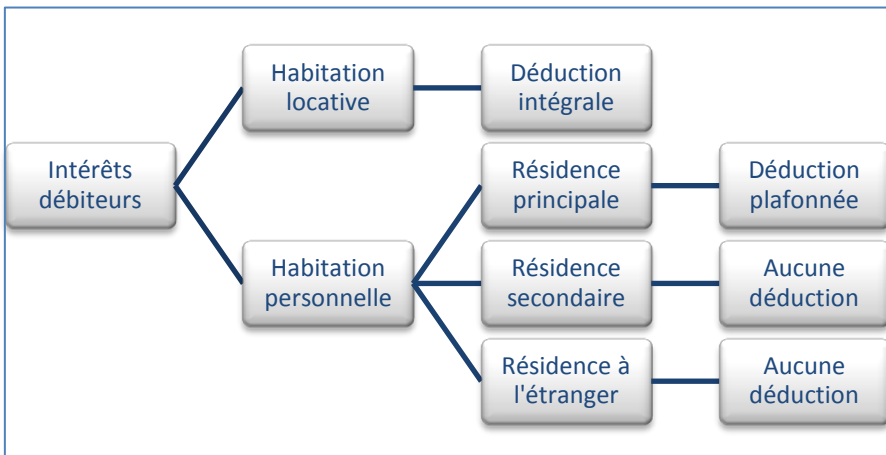 Habitation
locative
Déduction
intégrale
Intérêts
débiteurs
Résidence
principale
Déduction
plafonnée
Habitation
personnelle
Résidence
secondaire
Aucune
déduction
Résidence à
l'étranger
Aucune
déduction